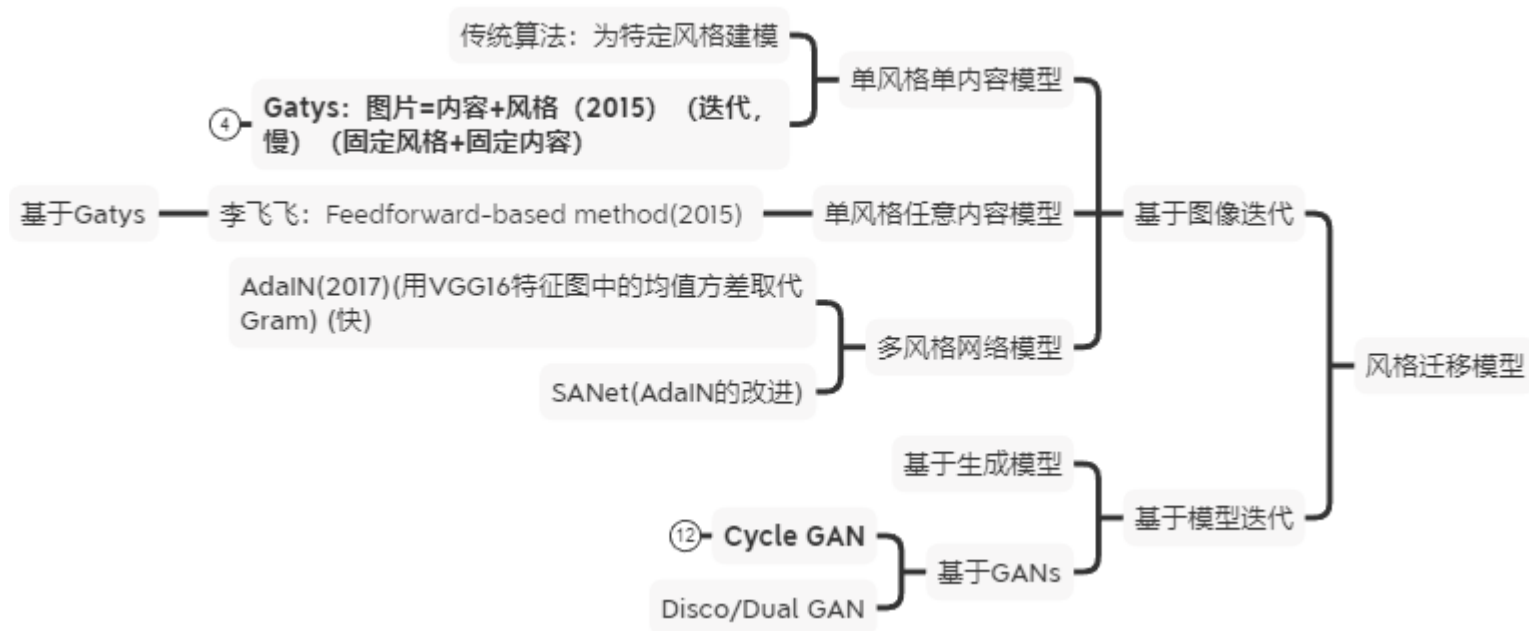 传统算法：为特定风格建模
单风格单内容模型
④
Gatys：图片=内容+风格（2015）（迭代，
慢）（固定风格+固定内容）
基于Gatys
李飞飞：Feedforward-based method(2015)
单风格任意内容模型
基于图像迭代
AdaIN(2017)(用VGG16特征图中的均值方差取代
Gram) (快)
多风格网络模型
SANet(AdaIN的改进)
风格迁移模型
基于生成模型
基于模型迭代
⑫
Cycle GAN
基于GANs
Disco/Dual GAN